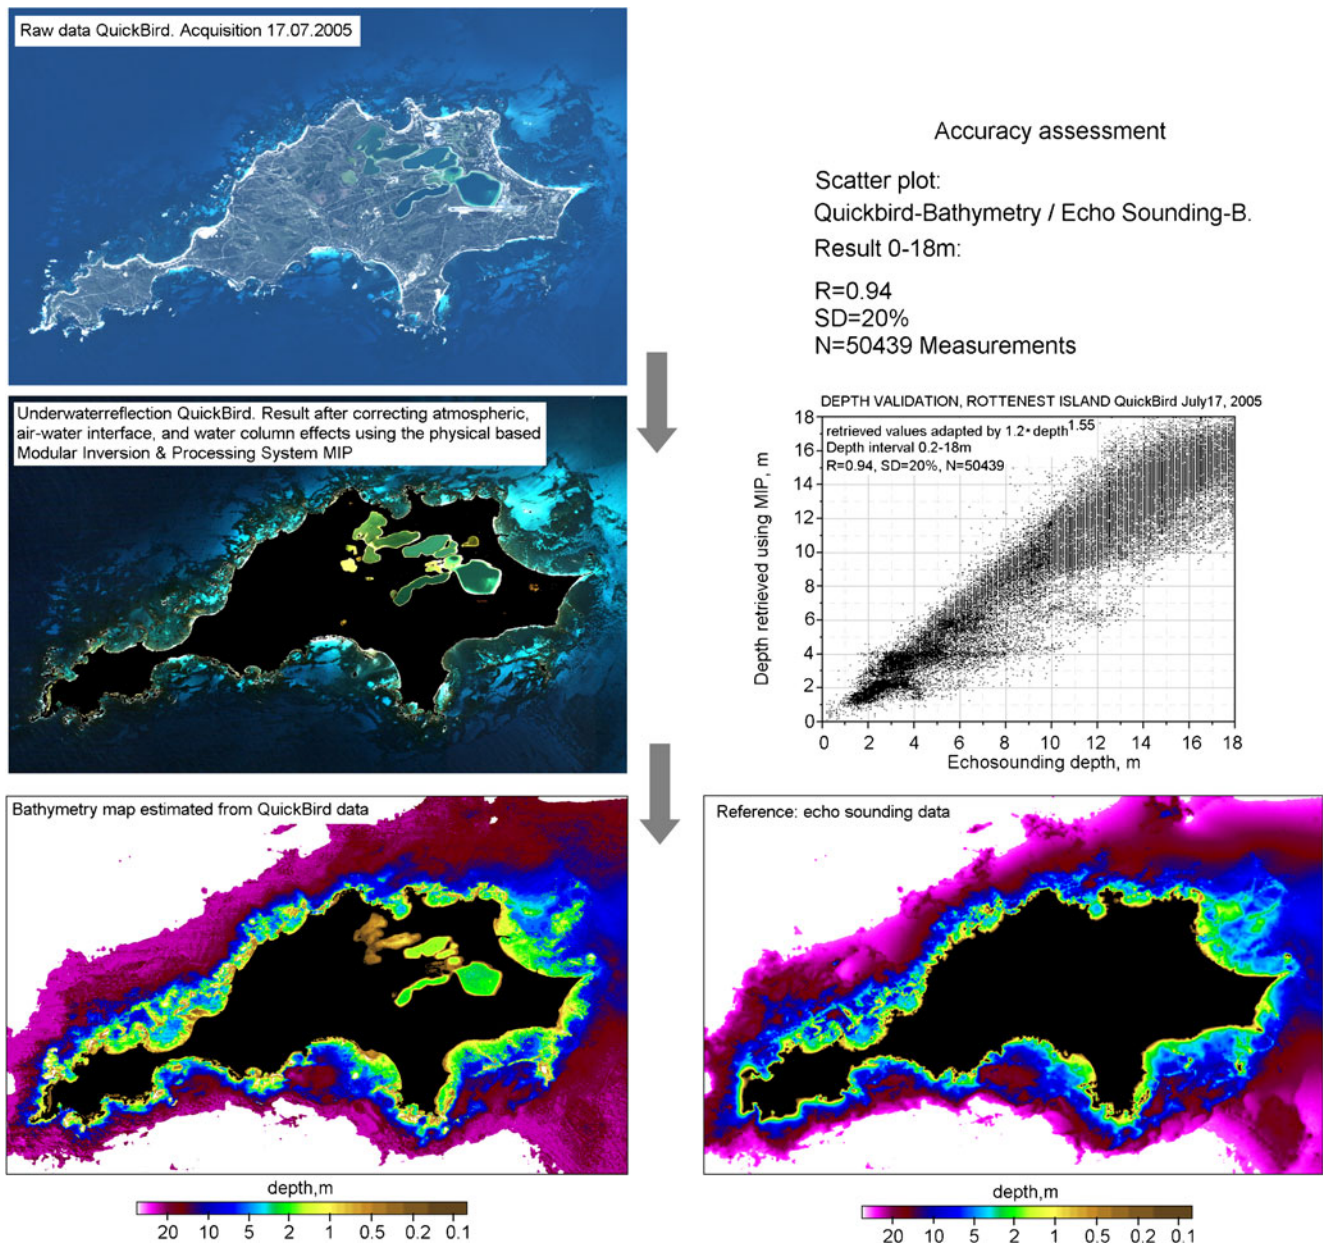 Raw data QuickBird. Acquisition 17.07.2005
Accuracy assessment
Scatter plot:
Quickbird-Bathymetry / Echo Sounding-B.
Result 0-18m:
R=0.94
SD=20%
N=50439 Measurements
Underwaterreflection QuickBird. Result after correcting atmospheric,
air-water interface, and water column effects using the physical based
Modular Inversion & Processing System MIP
DEPTH VALIDATION, ROTTENEST ISLAND QuickBird July17, 2005
retrieved values adapted by 1.2*depth^1.55
Depth interval 0.2-18m
R=0.94, SD=20%, N=50439
Depth retrieved using MIP, m
18
16
14
12
10
8
6
4
2
0
0 2 4 6 8 10 12 14 16 18
Echosounding depth, m
Bathymetry map estimated from QuickBird data
Reference: echo sounding data
depth,m
20 10 5 2 1 0.5 0.2 0.1
depth,m
20 10 5 2 1 0.5 0.2 0.1